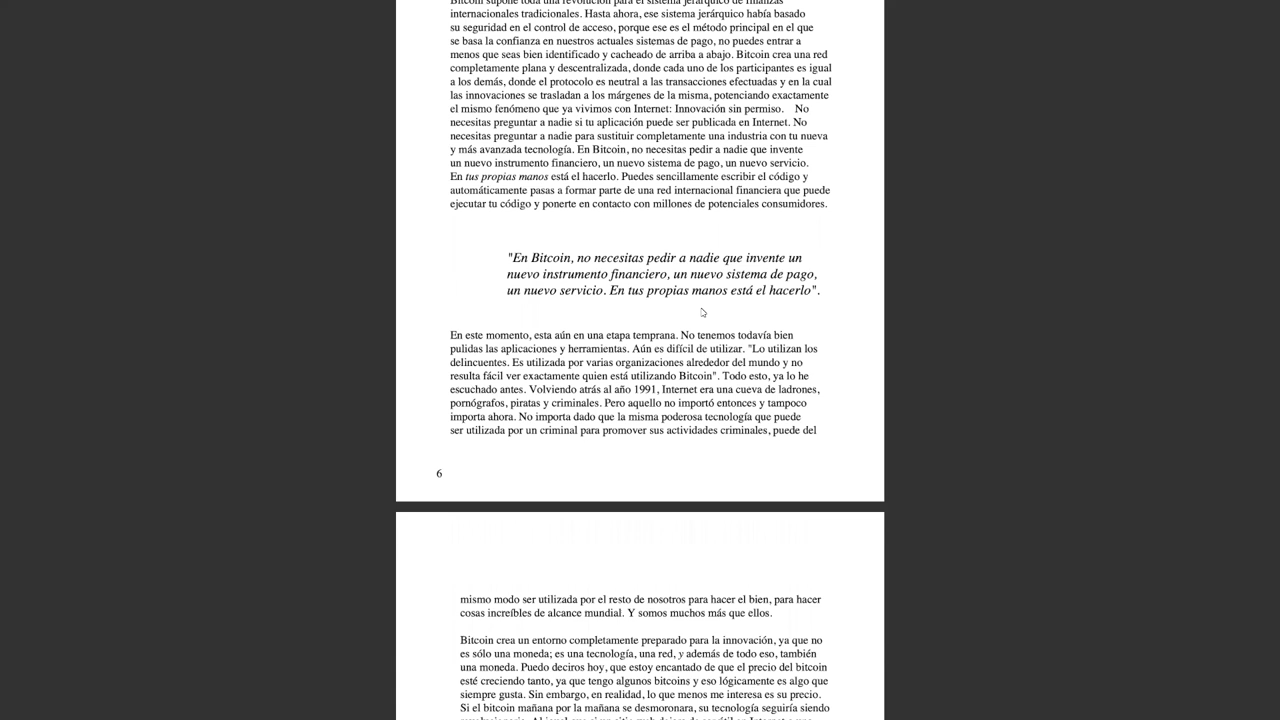 Bitcoin supone toda una revolución para el sistema jerárquico de finanzas
internacionales tradicionales. Hasta ahora, ese sistema jerárquico había basado
su seguridad en el control de acceso, porque ese es el método principal en el que
se basa la confianza en nuestros actuales sistemas de pago, no puedes entrar a
menos que seas bien identificado y cacheado de arriba a abajo. Bitcoin crea una red
completamente plana y descentralizada, donde cada uno de los participantes es igual
a los demás, donde el protocolo es neutral a las transacciones efectuadas y en la cual
las innovaciones se trasladan a los márgenes de la misma, potenciando exactamente
el mismo fenómeno que ya vivimos con Internet: Innovación sin permiso. No
necesitas preguntar a nadie si tu aplicación puede ser publicada en Internet. No
necesitas preguntar a nadie para sustituir completamente una industria con tu nueva
y más avanzada tecnología. En Bitcoin, no necesitas pedir a nadie que invente
un nuevo instrumento financiero, un nuevo sistema de pago, un nuevo servicio.
En tus propias manos está el hacerlo. Puedes sencillamente escribir el código y
automáticamente pasas a formar parte de una red internacional financiera que puede
ejecutar tu código y ponerte en contacto con millones de potenciales consumidores.
"En Bitcoin, no necesitas pedir a nadie que invente un
nuevo instrumento financiero, un nuevo sistema de pago,
un nuevo servicio. En tus propias manos está el hacerlo".
En este momento, esta aún en una etapa temprana. No tenemos todavía bien
pulidas las aplicaciones y herramientas. Aún es difícil de utilizar. "Lo utilizan los
delincuentes. Es utilizada por varias organizaciones alrededor del mundo y no
resulta fácil ver exactamente quien está utilizando Bitcoin". Todo esto, ya lo he
escuchado antes. Volviendo atrás al año 1991, Internet era una cueva de ladrones,
pornógrafos, piratas y criminales. Pero aquello no importó entonces y tampoco
importa ahora. No importa dado que la misma poderosa tecnología que puede
ser utilizada por un criminal para promover sus actividades criminales, puede del
6
mismo modo ser utilizada por el resto de nosotros para hacer el bien, para hacer
cosas increíbles de alcance mundial. Y somos muchos más que ellos.
Bitcoin crea un entorno completamente preparado para la innovación, ya que no
es sólo una moneda; es una tecnología, una red, y además de todo eso, también
una moneda. Puedo deciros hoy, que estoy encantado de que el precio del bitcoin
esté creciendo tanto, ya que tengo algunos bitcoins y eso lógicamente es algo que
siempre gusta. Sin embargo, en realidad, lo que menos me interesa es su precio.
Si el bitcoin mañana por la mañana se desmoronara, su tecnología seguiría siendo